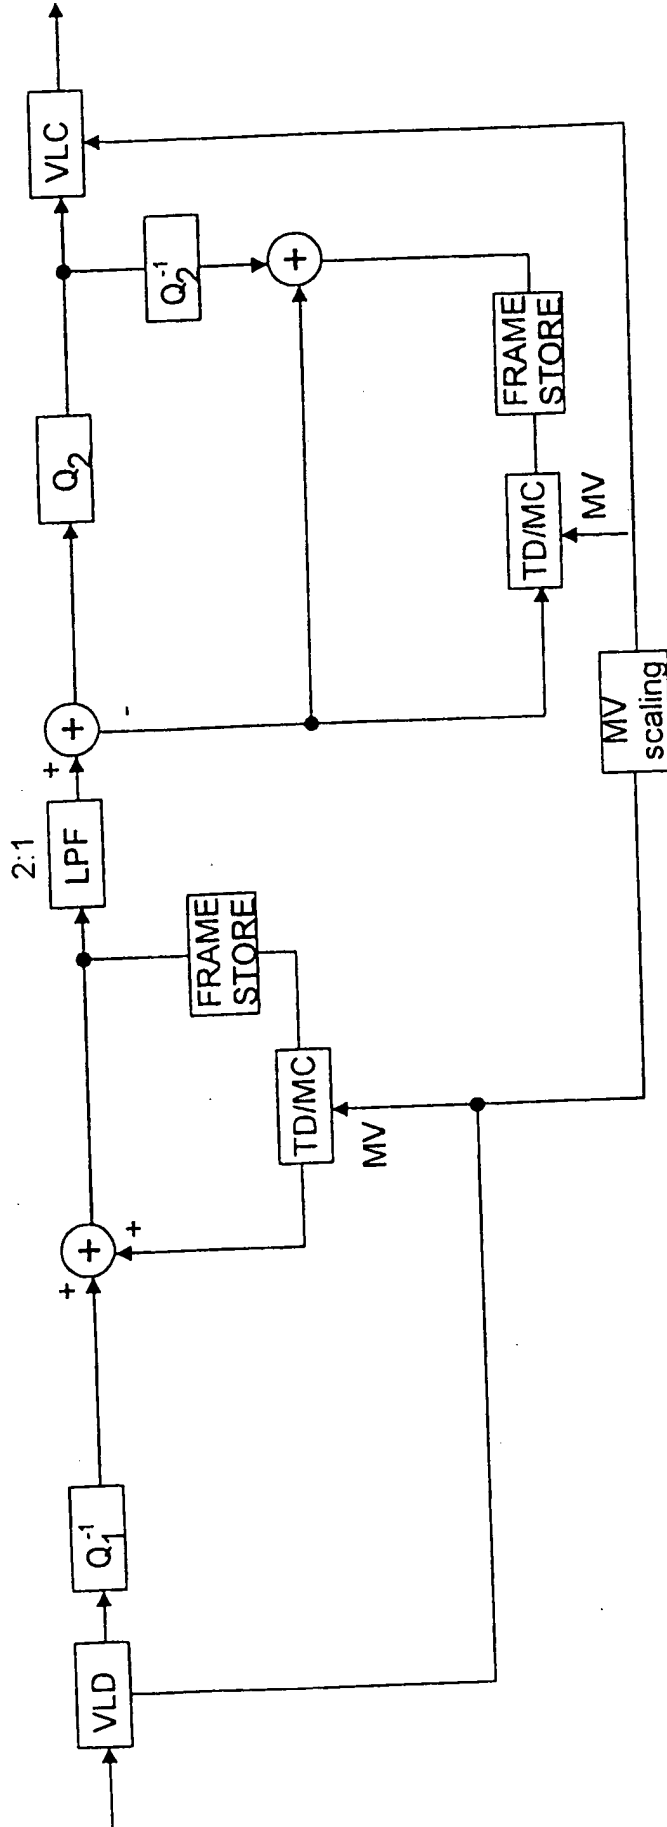 VLD
Q₁⁻¹
+
+
+
TD/MC
MV
FRAME
STORE
2:1
LPF
+
+
-
Q₂
Q₂⁻¹
+
VLC
FRAME
STORE
TD/MC
MV
MV
scaling